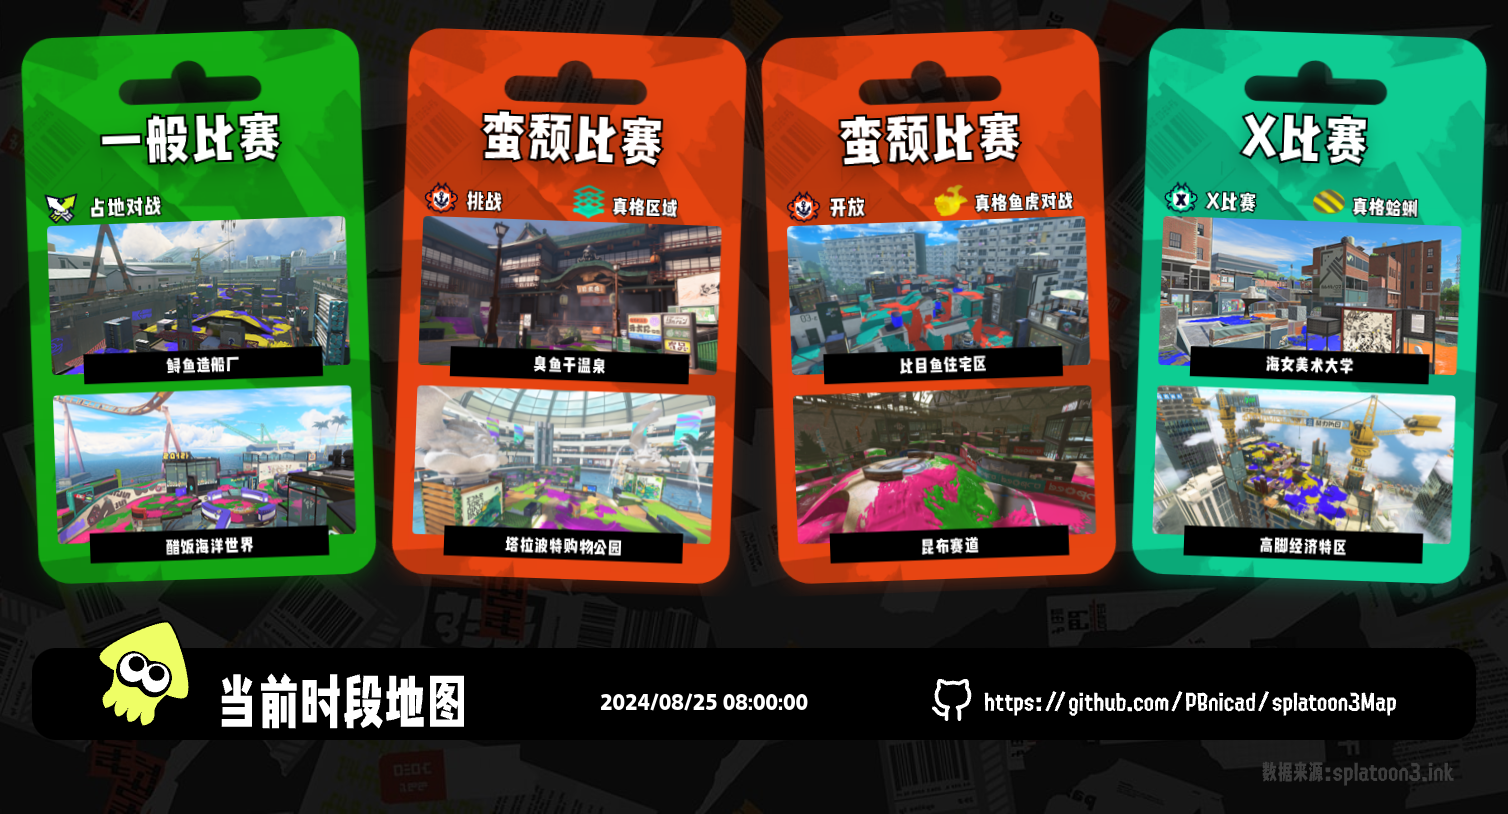 一般比赛
占地对战
鲟鱼造船厂
醋饭海洋世界
蛮颓比赛
挑战
真格区域
臭鱼干温泉
塔拉波特购物公园
蛮颓比赛
开放
真格鱼虎对战
比目鱼住宅区
昆布赛道
X比赛
X比赛
真格蛤蜊
海女美术大学
高脚经济特区
当前时段地图
2024/08/25 08:00:00
https://github.com/PBnicad/splatoon3Map
数据来源:splatoon3.ink